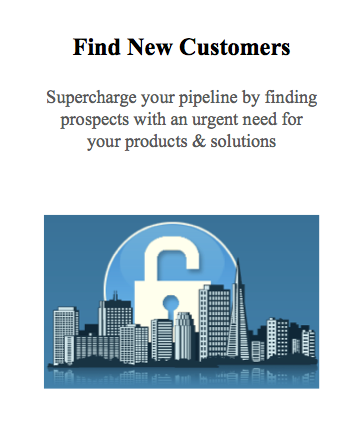 Find New Customers
Supercharge your pipeline by finding
prospects with an urgent need for
your products & solutions